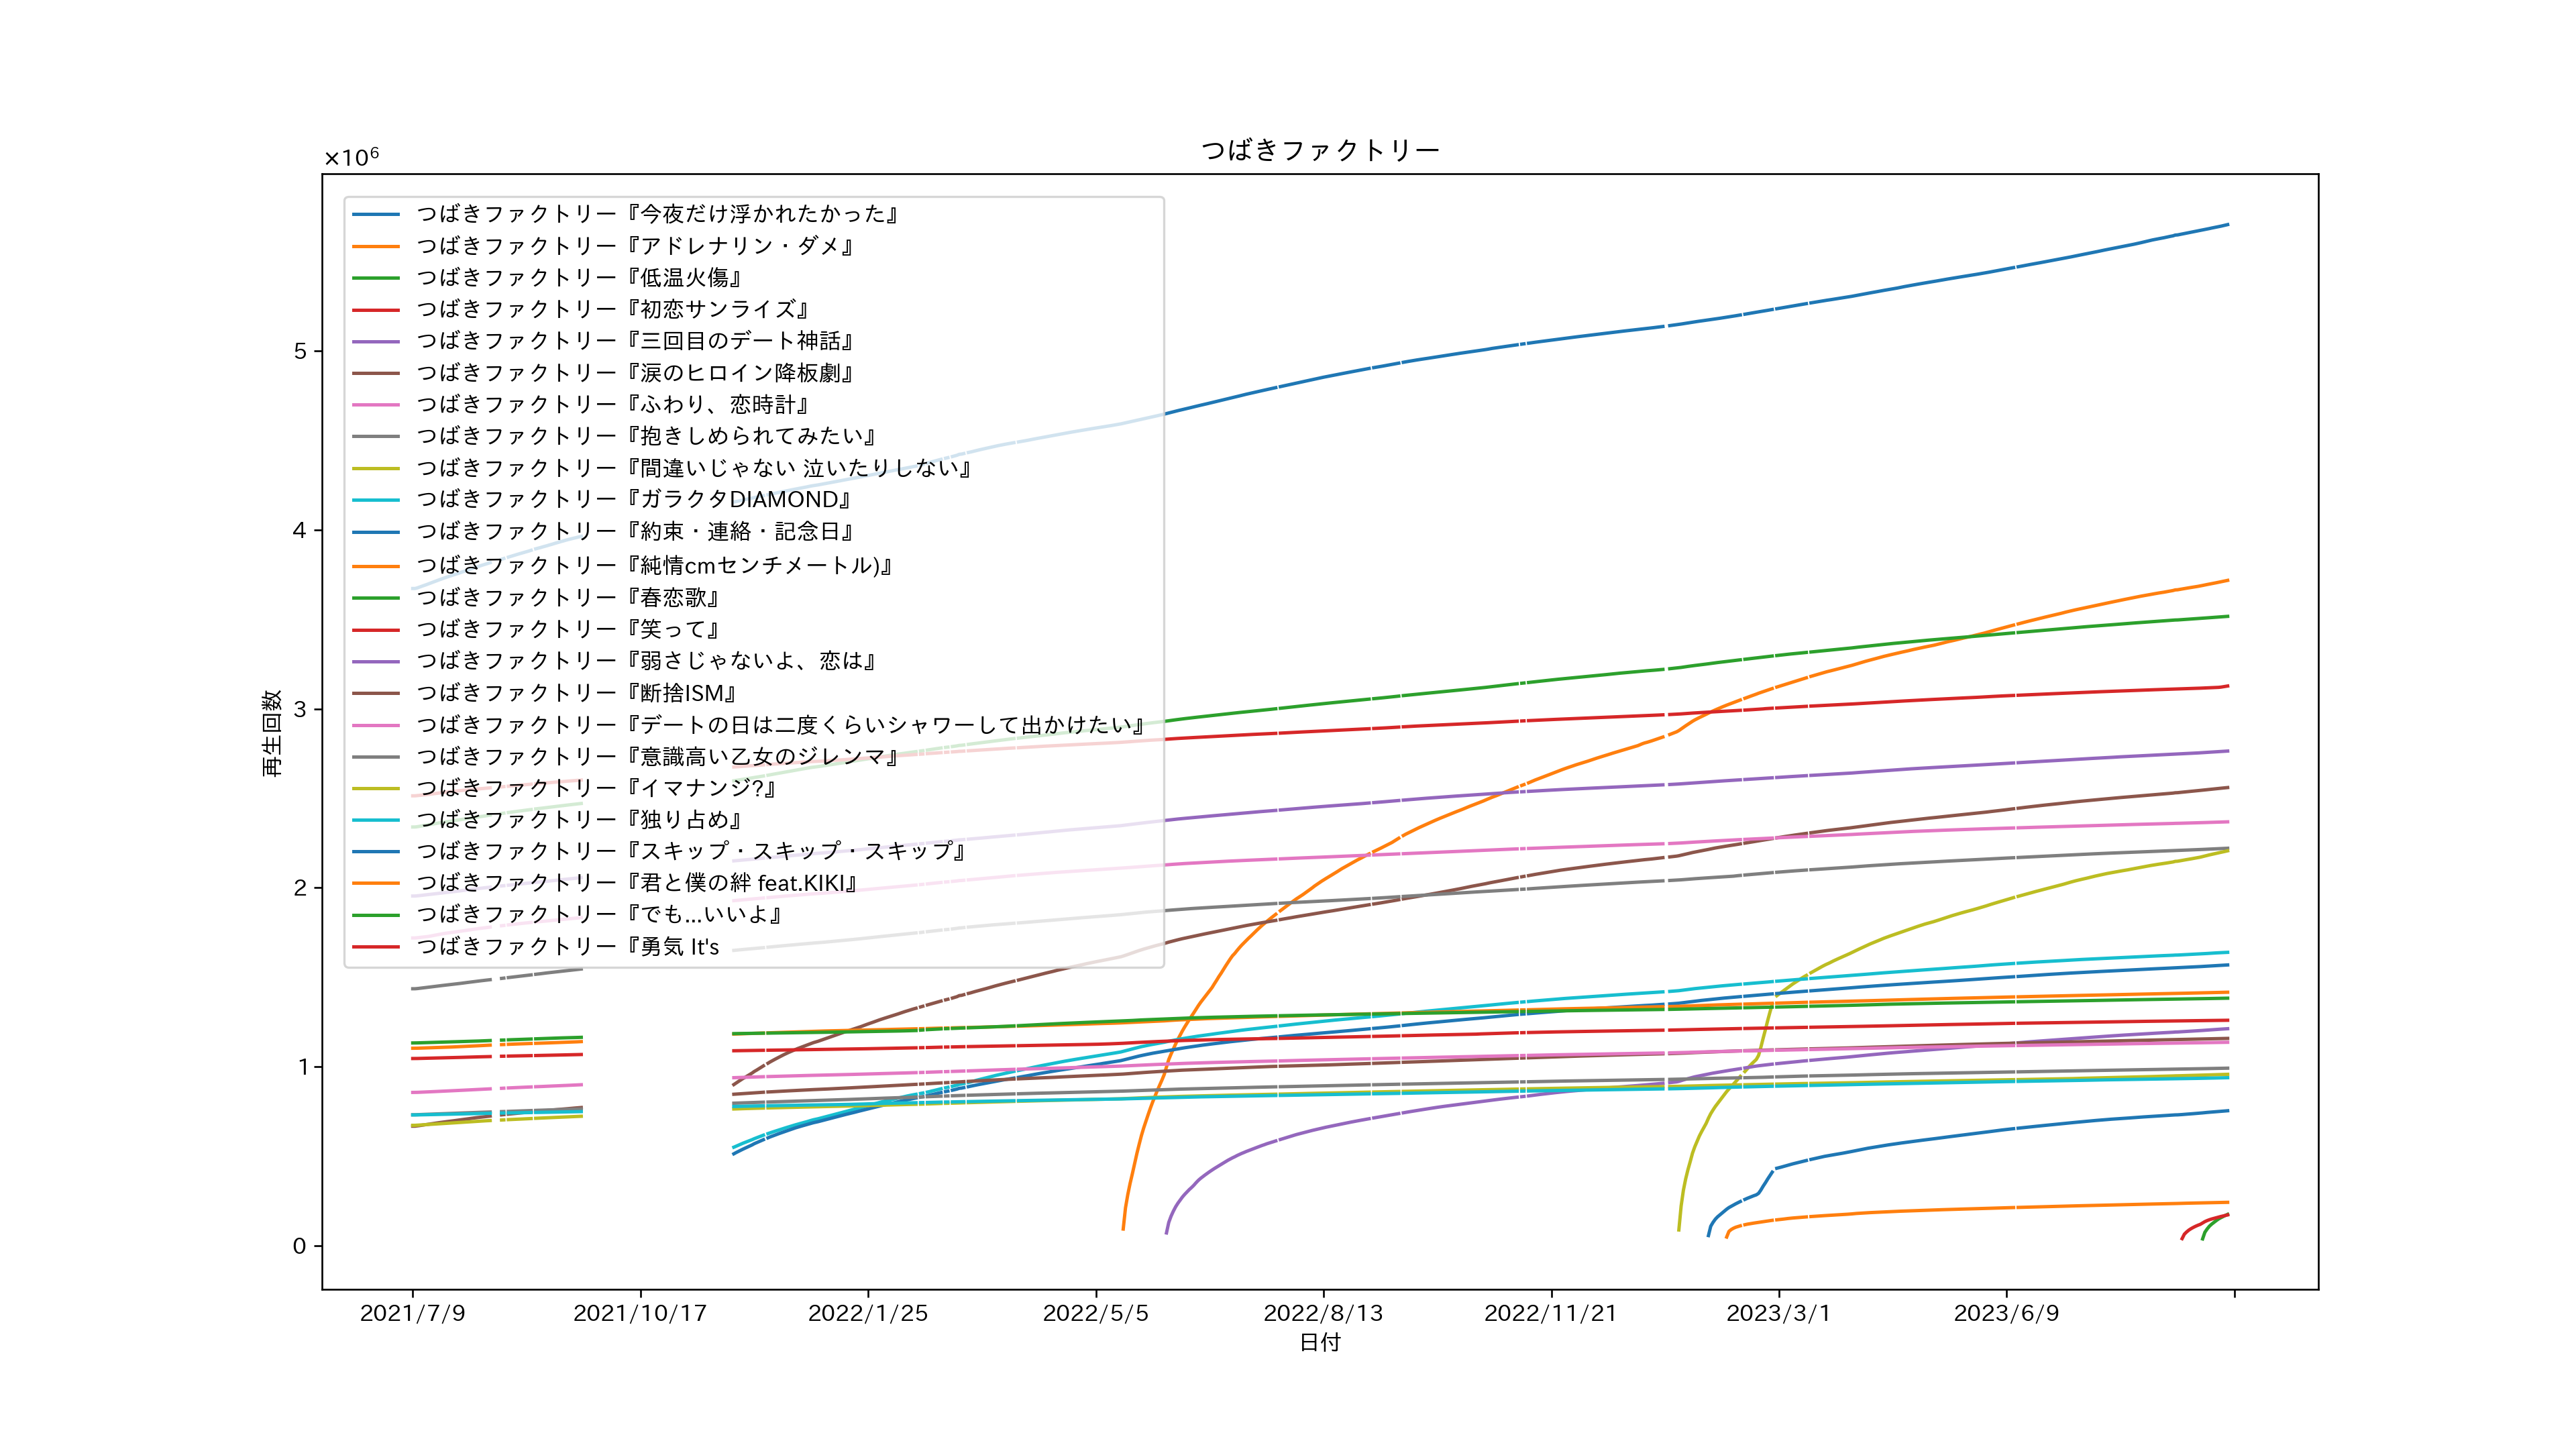 つばきファクトリー
×10⁶
つばきファクトリー『今夜だけ浮かれたかった』
つばきファクトリー『アドレナリン・ダメ』
つばきファクトリー『低温火傷』
つばきファクトリー『初恋サンライズ』
つばきファクトリー『三回目のデート神話』
つばきファクトリー『涙のヒロイン降板劇』
つばきファクトリー『ふわり、恋時計』
つばきファクトリー『抱きしめられてみたい』
つばきファクトリー『間違いじゃない 泣いたりしない』
つばきファクトリー『ガラクタDIAMOND』
つばきファクトリー『約束・連絡・記念日』
つばきファクトリー『純情cmセンチメートル)』
つばきファクトリー『春恋歌』
つばきファクトリー『笑って』
つばきファクトリー『弱さじゃないよ、恋は』
つばきファクトリー『断捨ISM』
つばきファクトリー『デートの日は二度くらいシャワーして出かけたい』
つばきファクトリー『意識高い乙女のジレンマ』
つばきファクトリー『イマナンジ?』
つばきファクトリー『独り占め』
つばきファクトリー『スキップ・スキップ・スキップ』
つばきファクトリー『君と僕の絆 feat.KIKI』
つばきファクトリー『でも...いいよ』
つばきファクトリー『勇気 It's
5
4
3
2
1
0
再生回数
2021/7/9
2021/10/17
2022/1/25
2022/5/5
2022/8/13
2022/11/21
2023/3/1
2023/6/9
日付